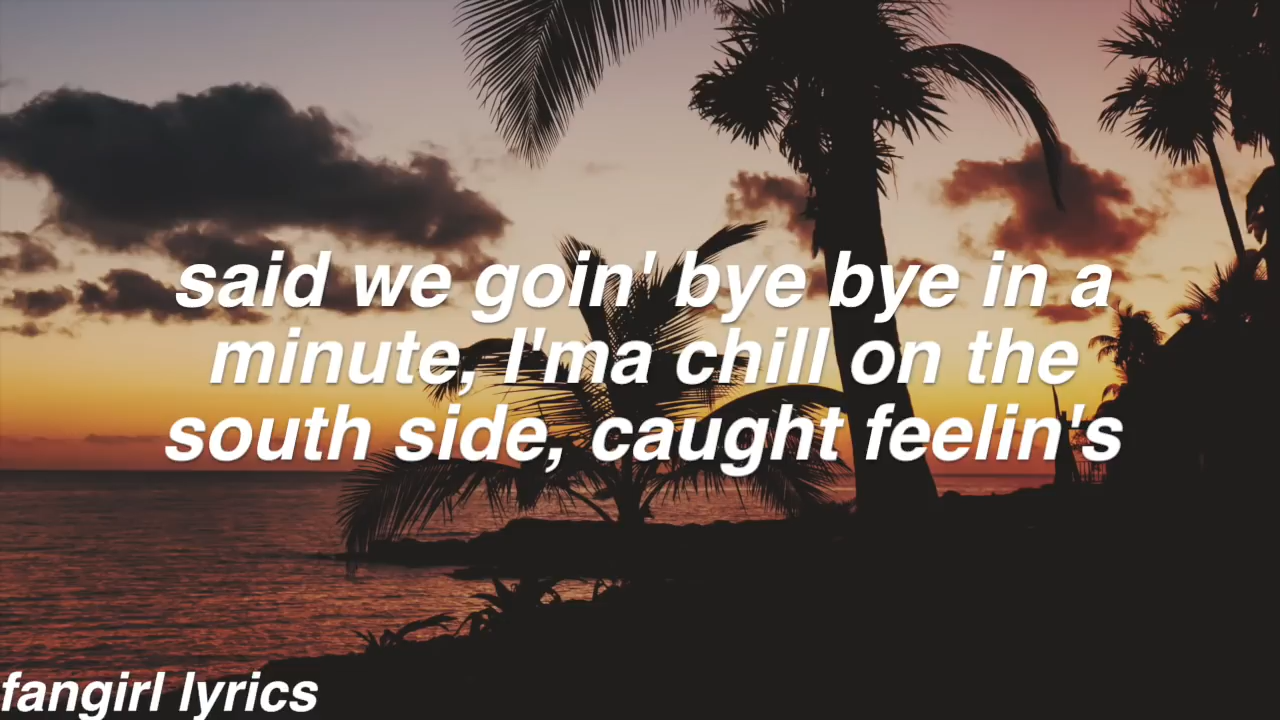 said we goin' bye bye in a
minute, I'ma chill on the
south side, caught feelin's
fangirl lyrics